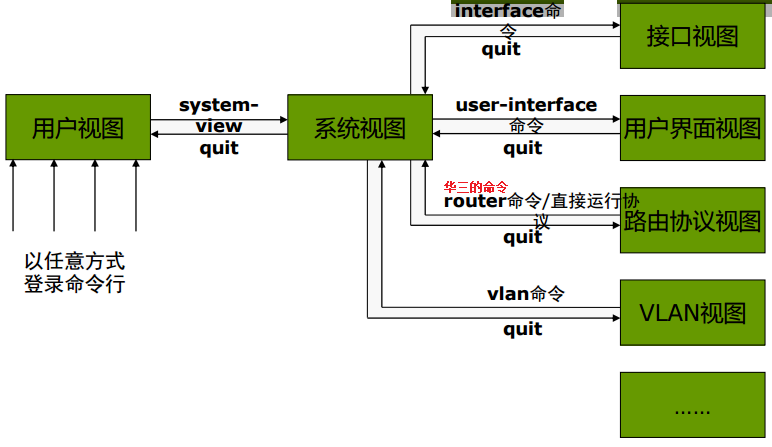 interface命
令
quit
接口视图
用户视图
system-
view
quit
系统视图
user-interface
命令
quit
用户界面视图
华三的命令
router命令/直接运行协
议
quit
路由协议视图
以任意方式
登录命令行
vlan命令
quit
VLAN视图
……